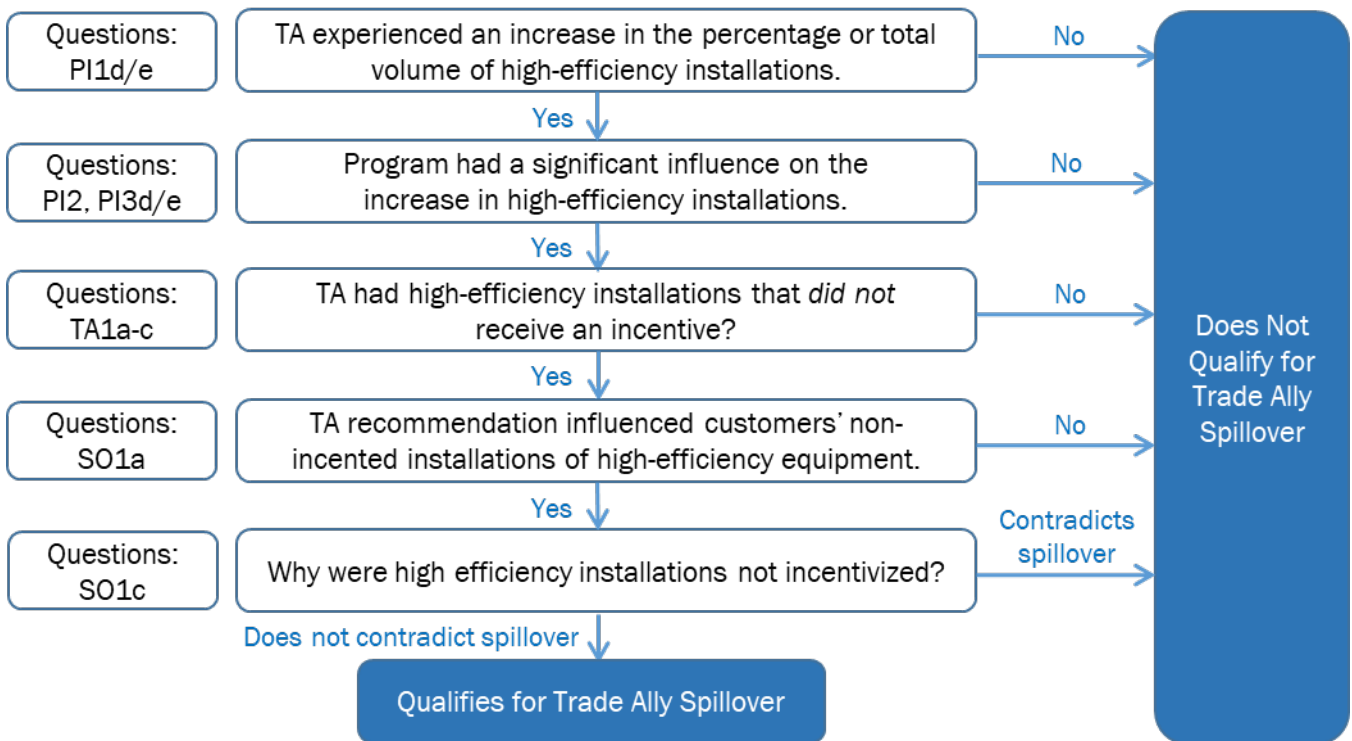 Questions:
PI1d/e
TA experienced an increase in the percentage or total
volume of high-efficiency installations.
No
Yes
Questions:
PI2, PI3d/e
Program had a significant influence on the
increase in high-efficiency installations.
No
Yes
Questions:
TA1a-c
TA had high-efficiency installations that did not
receive an incentive?
No
Yes
Questions:
SO1a
TA recommendation influenced customers’ non-
incented installations of high-efficiency equipment.
No
Yes
Questions:
SO1c
Why were high efficiency installations not incentivized?
Contradicts
spillover
Does not contradict spillover
Qualifies for Trade Ally Spillover
Does Not
Qualify for
Trade Ally
Spillover